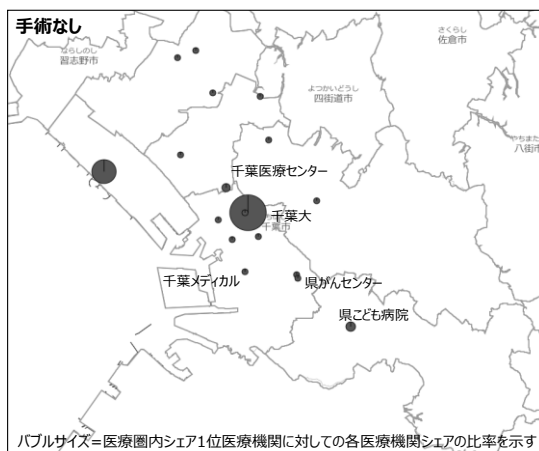 手術なし
さくらし
佐倉市
ならしのし
習志野市
よつかいどうし
四街道市
やちまた
八街市
千葉医療センター
千葉大
千葉市
千葉メディカル
県がんセンター
県こども病院
バブルサイズ=医療圏内シェア1位医療機関に対しての各医療機関シェアの比率を示す